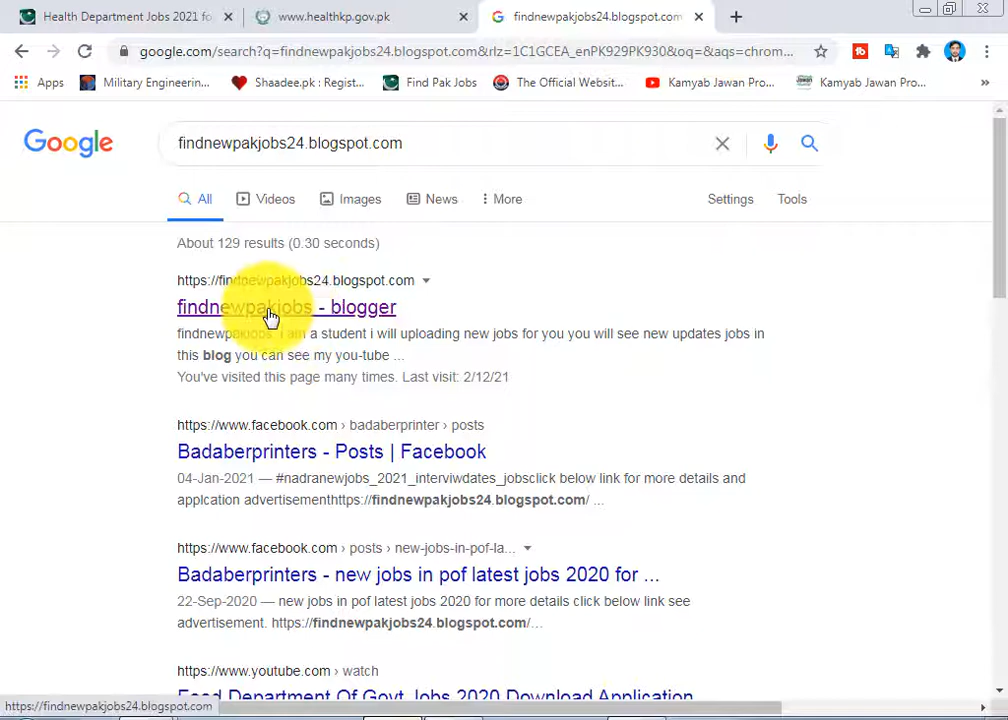 Health Department Jobs 2021 fo
www.healthkp.gov.pk
findnewpakjobs24.blogspot.com
google.com/search?q=findnewpakjobs24.blogspot.com&rlz=1C1GCEA_enPK929PK930&oq=&aqs=chrom...
Apps
Military Engineerin...
Shaadee.pk : Regist...
Find Pak Jobs
The Official Websit...
Kamyab Jawan Pro...
Kamyab Jawan Pro...
»
Google
findnewpakjobs24.blogspot.com
All
Videos
Images
News
More
Settings
Tools
About 129 results (0.30 seconds)
https://findnewpakjobs24.blogspot.com
findnewpakjobs - blogger
findnewpakjobs i am a student i will uploading new jobs for you you will see new updates jobs in
this blog you can see my you-tube ...
You've visited this page many times. Last visit: 2/12/21
https://www.facebook.com › badaberprinter › posts
Badaberprinters - Posts | Facebook
04-Jan-2021 — #nadranewjobs_2021_interviwdates_jobsclick below link for more details and
applcation advertisementhttps://findnewpakjobs24.blogspot.com/ ...
https://www.facebook.com › posts › new-jobs-in-pof-la...
Badaberprinters - new jobs in pof latest jobs 2020 for ...
22-Sep-2020 — new jobs in pof latest jobs 2020 for more details click below link see
advertisement. https://findnewpakjobs24.blogspot.com/...
https://www.youtube.com › watch
Food Department Of Govt Jobs 2020 Download Application
https://findnewpakjobs24.blogspot.com